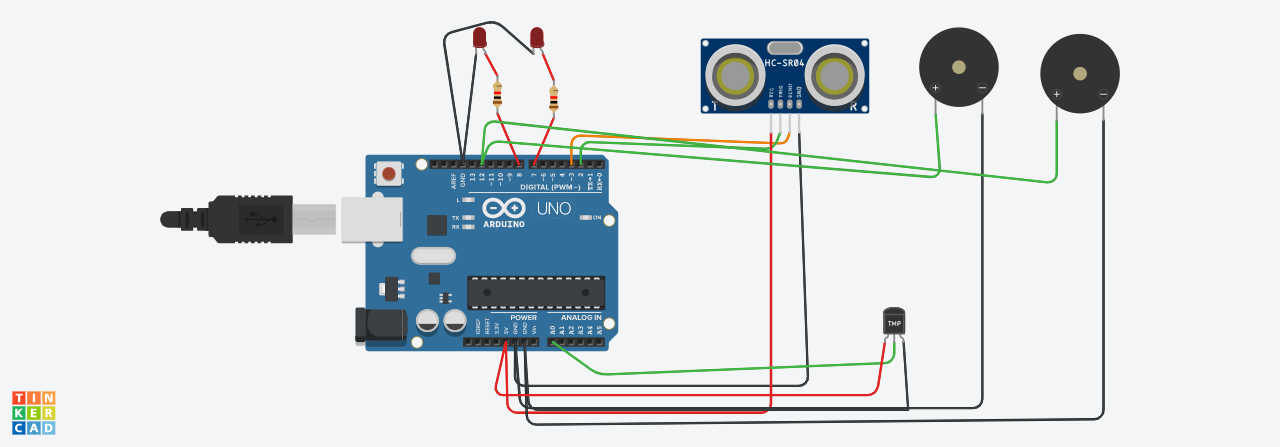 HC-SR04
VCC
TRIG
ECHO
GND
T
R
+
−
+
−
AREF
GND
13
12
~11
~10
~9
8
7
~6
~5
4
~3
2
TX→1
RX←0
DIGITAL (PWM~)
L
TX
RX
ARDUINO
UNO
ON
TMP
POWER
ANALOG IN
IOREF
RESET
3.3V
5V
GND
GND
Vin
A0
A1
A2
A3
A4
A5
TIN
KER
CAD